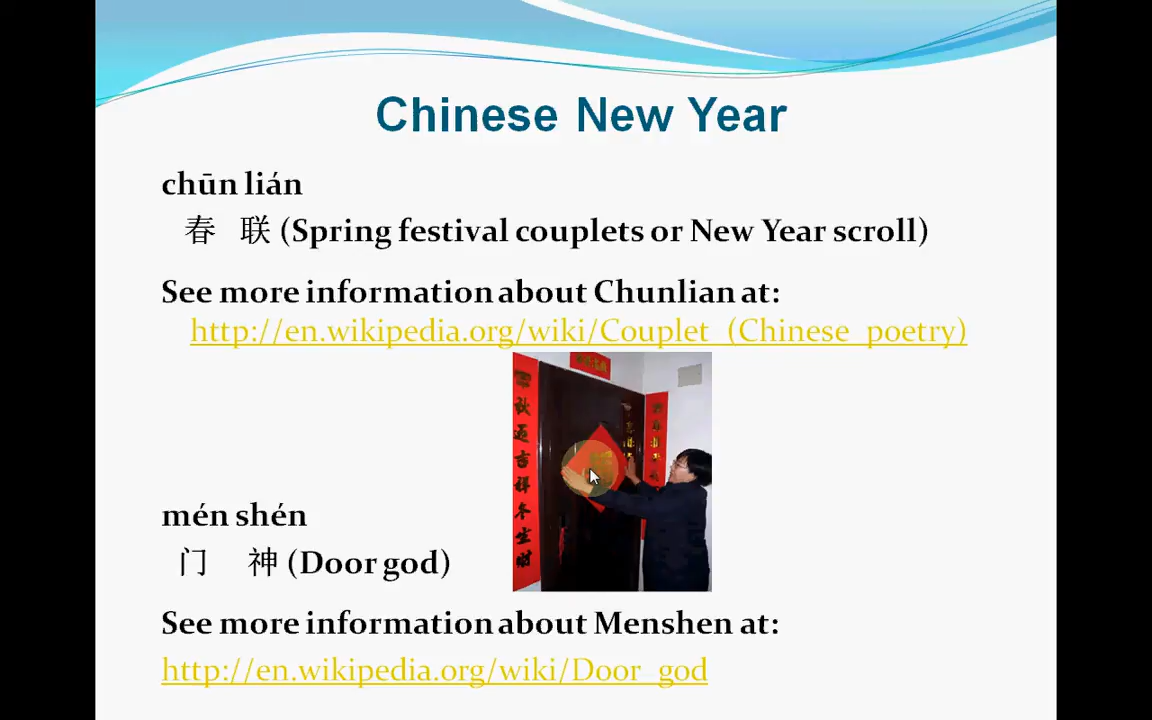 Chinese New Year
chūn lián
春 联 (Spring festival couplets or New Year scroll)
See more information about Chunlian at:
http://en.wikipedia.org/wiki/Couplet_(Chinese_poetry)
mén shén
门 神 (Door god)
See more information about Menshen at:
http://en.wikipedia.org/wiki/Door_god